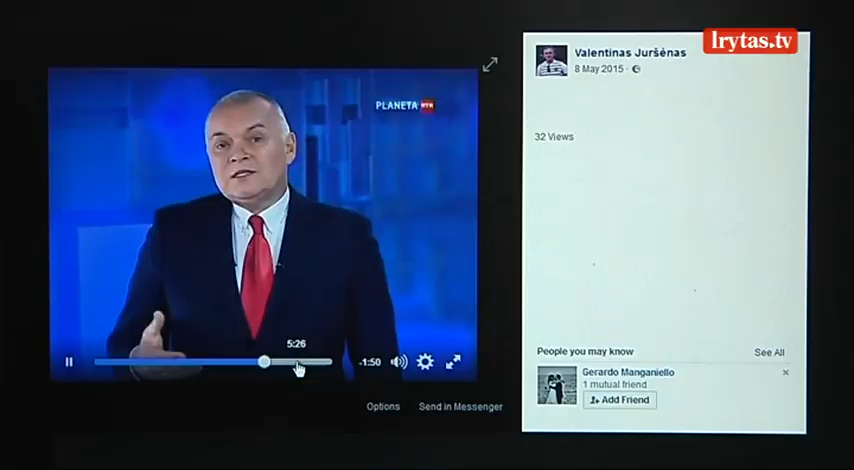 lrytas.tv
PLANETA РТР
5:26
-1:50
Options Send in Messenger
Valentinas Juršėnas
8 May 2015 ·
32 Views
People you may know See All
Gerardo Manganiello
1 mutual friend
Add Friend